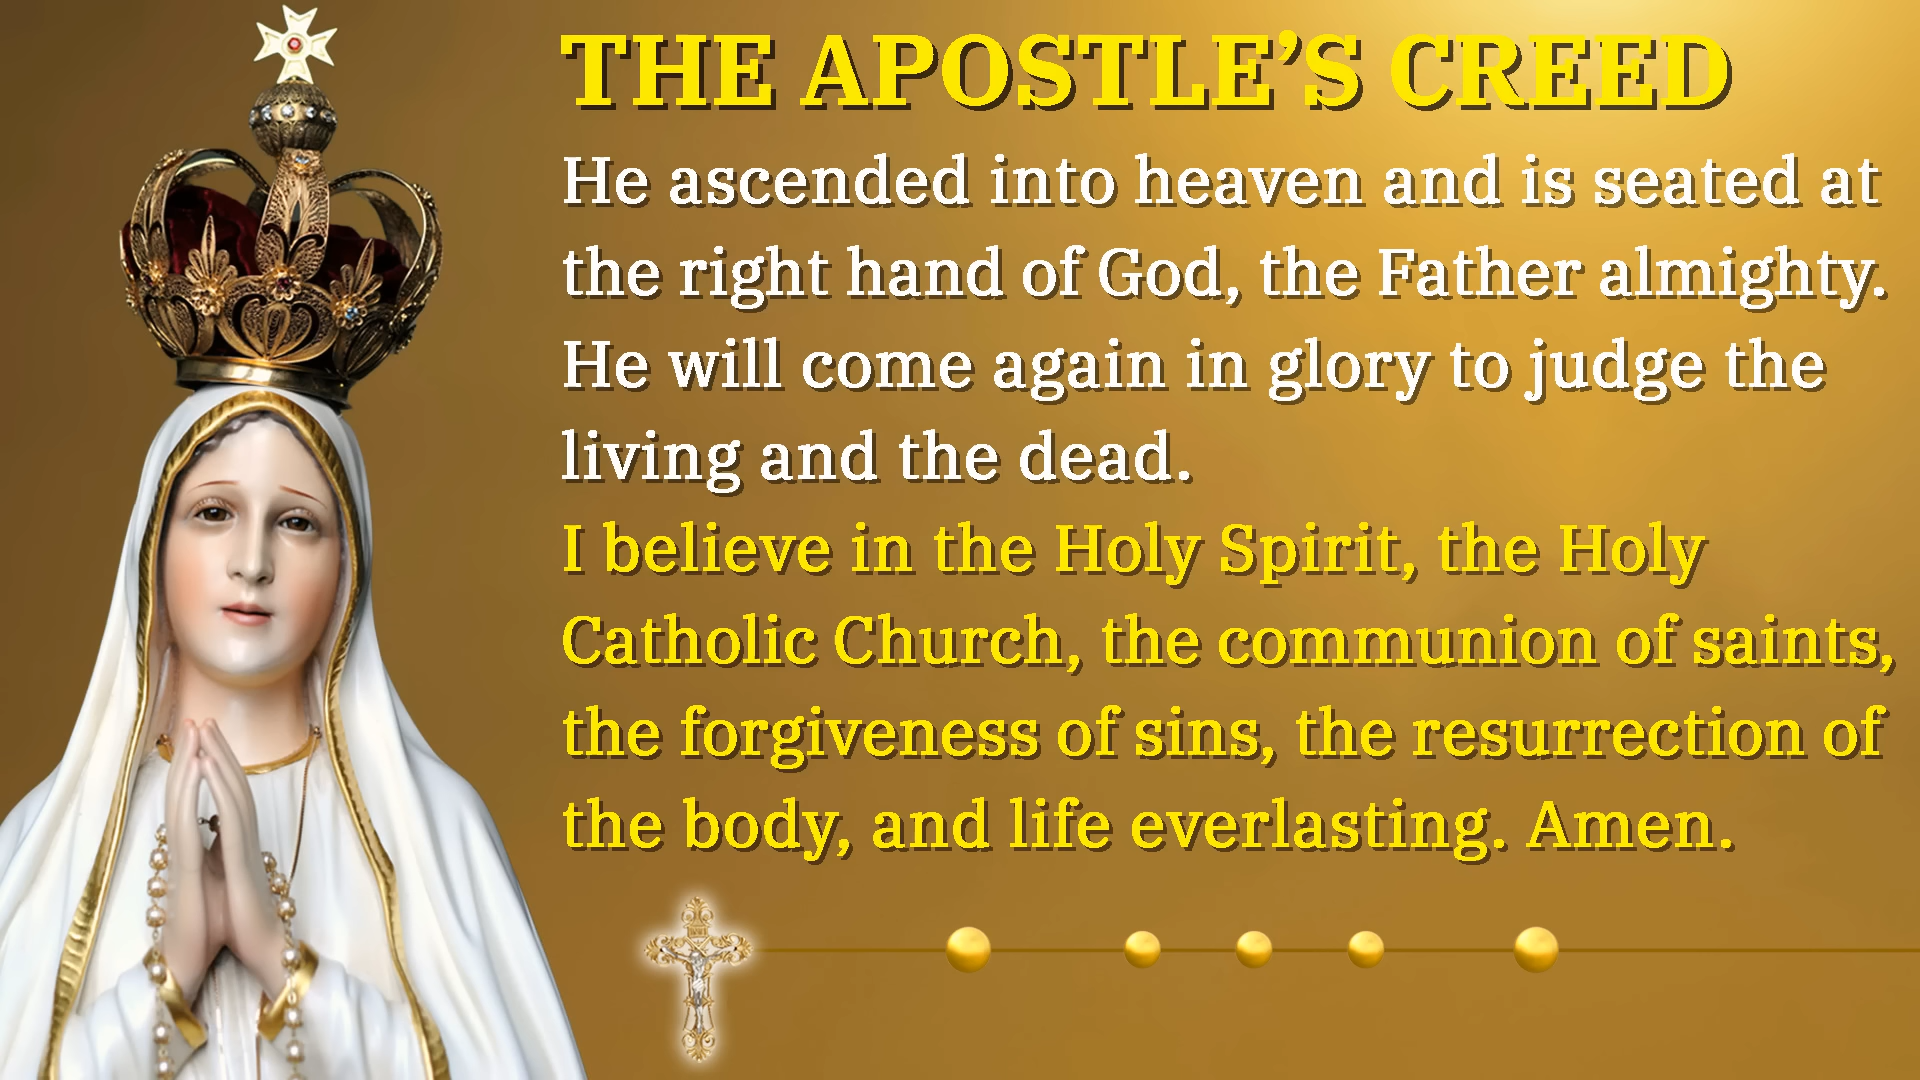 THE APOSTLE’S CREED
He ascended into heaven and is seated at
the right hand of God, the Father almighty.
He will come again in glory to judge the
living and the dead.
I believe in the Holy Spirit, the Holy
Catholic Church, the communion of saints,
the forgiveness of sins, the resurrection of
the body, and life everlasting. Amen.